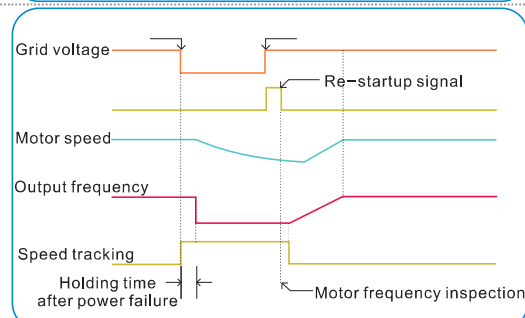 Grid voltage
Re-startup signal
Motor speed
Output frequency
Speed tracking
Holding time
after power failure
Motor frequency inspection